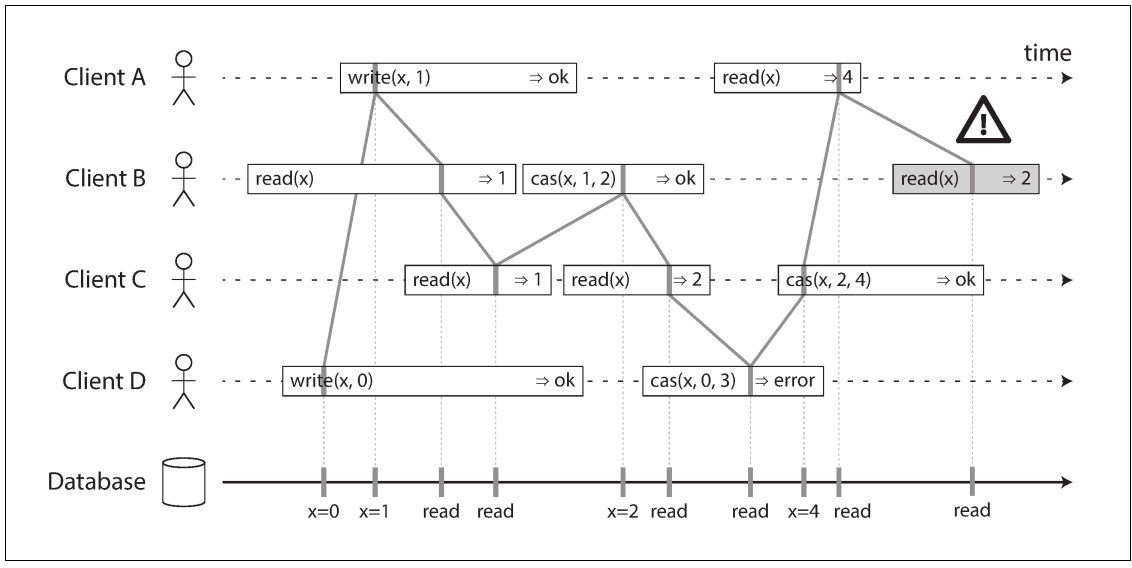 time
Client A write(x, 1) ⇒ ok read(x) ⇒ 4
!
Client B read(x) ⇒ 1 cas(x, 1, 2) ⇒ ok read(x) ⇒ 2
Client C read(x) ⇒ 1 read(x) ⇒ 2 cas(x, 2, 4) ⇒ ok
Client D write(x, 0) ⇒ ok cas(x, 0, 3) ⇒ error
Database
x=0 x=1 read read x=2 read read x=4 read read